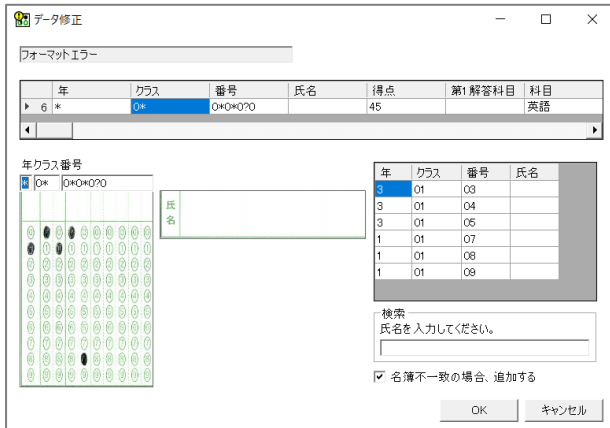 データ修正
フォーマットエラー
年 クラス 番号 氏名 得点 第1解答科目 科目
6 * 0* 0*0*0?0 45 英語
年クラス番号
* 0* 0*0*0?0
氏名
年 クラス 番号 氏名
3 01 03
3 01 04
3 01 05
1 01 07
1 01 08
1 01 09
検索
氏名を入力してください。
名簿不一致の場合、追加する
OK キャンセル